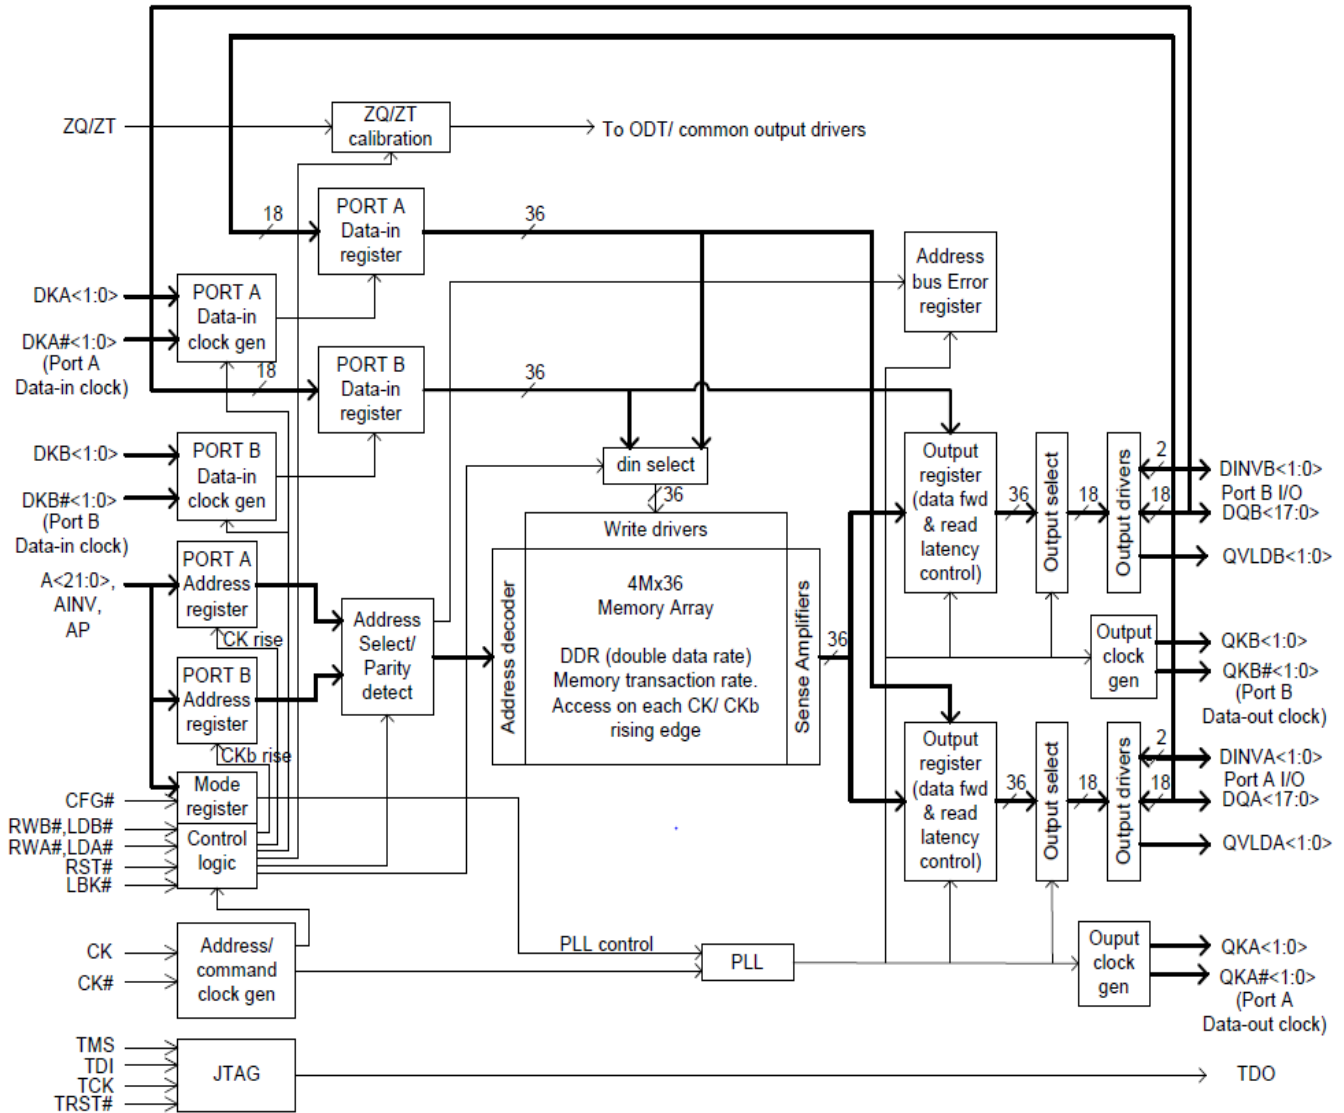 ZQ/ZT
ZQ/ZT
calibration
To ODT/ common output drivers
18
PORT A
Data-in
register
36
Address
bus Error
register
DKA<1:0>
DKA#<1:0>
(Port A
Data-in clock)
PORT A
Data-in
clock gen
18
PORT B
Data-in
register
36
DKB<1:0>
DKB#<1:0>
(Port B
Data-in clock)
PORT B
Data-in
clock gen
din select
36
Write drivers
Output
register
(data fwd
& read
latency
control)
36
Output select
18
Output drivers
2
18
DINVB<1:0>
Port B I/O
DQB<17:0>
QVLDB<1:0>
A<21:0>,
AINV,
AP
PORT A
Address
register
CK rise
PORT B
Address
register
CKb rise
Address
Select/
Parity
detect
Address decoder
4Mx36
Memory Array
DDR (double data rate)
Memory transaction rate.
Access on each CK/ CKb
rising edge
Sense Amplifiers
36
Output
clock
gen
QKB<1:0>
QKB#<1:0>
(Port B
Data-out clock)
Output
register
(data fwd
& read
latency
control)
36
Output select
18
Output drivers
2
18
DINVA<1:0>
Port A I/O
DQA<17:0>
QVLDA<1:0>
CFG#
RWB#,LDB#
RWA#,LDA#
RST#
LBK#
Mode
register
Control
logic
CK
CK#
Address/
command
clock gen
PLL control
PLL
Ouput
clock
gen
QKA<1:0>
QKA#<1:0>
(Port A
Data-out clock)
TMS
TDI
TCK
TRST#
JTAG
TDO